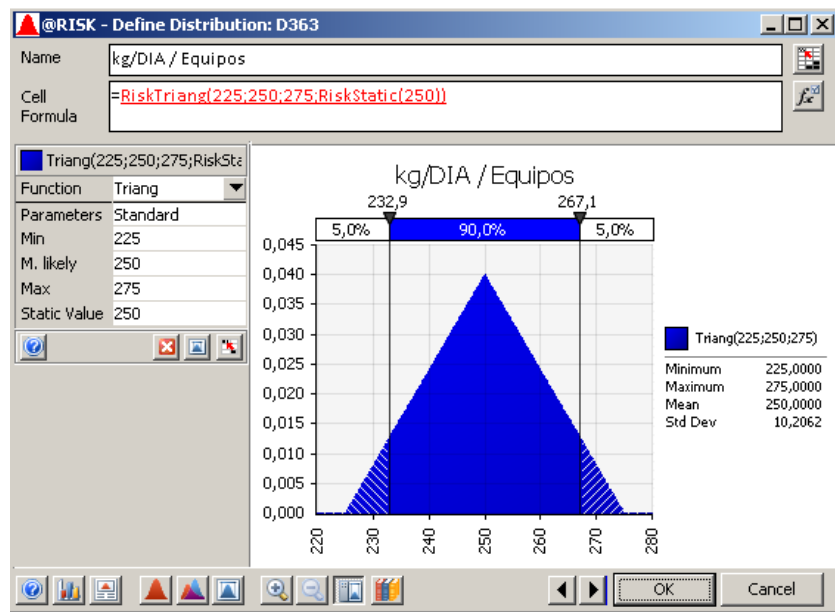 @RISK - Define Distribution: D363
Name
kg/DIA / Equipos
Cell
Formula
=RiskTriang(225;250;275;RiskStatic(250))
Triang(225;250;275;RiskSta
Function Triang
Parameters Standard
Min 225
M. likely 250
Max 275
Static Value 250
kg/DIA / Equipos
232,9 267,1
5,0% 90,0% 5,0%
0,045
0,040
0,035
0,030
0,025
0,020
0,015
0,010
0,005
0,000
220 230 240 250 260 270 280
Triang(225;250;275)
Minimum 225,0000
Maximum 275,0000
Mean 250,0000
Std Dev 10,2062
OK Cancel